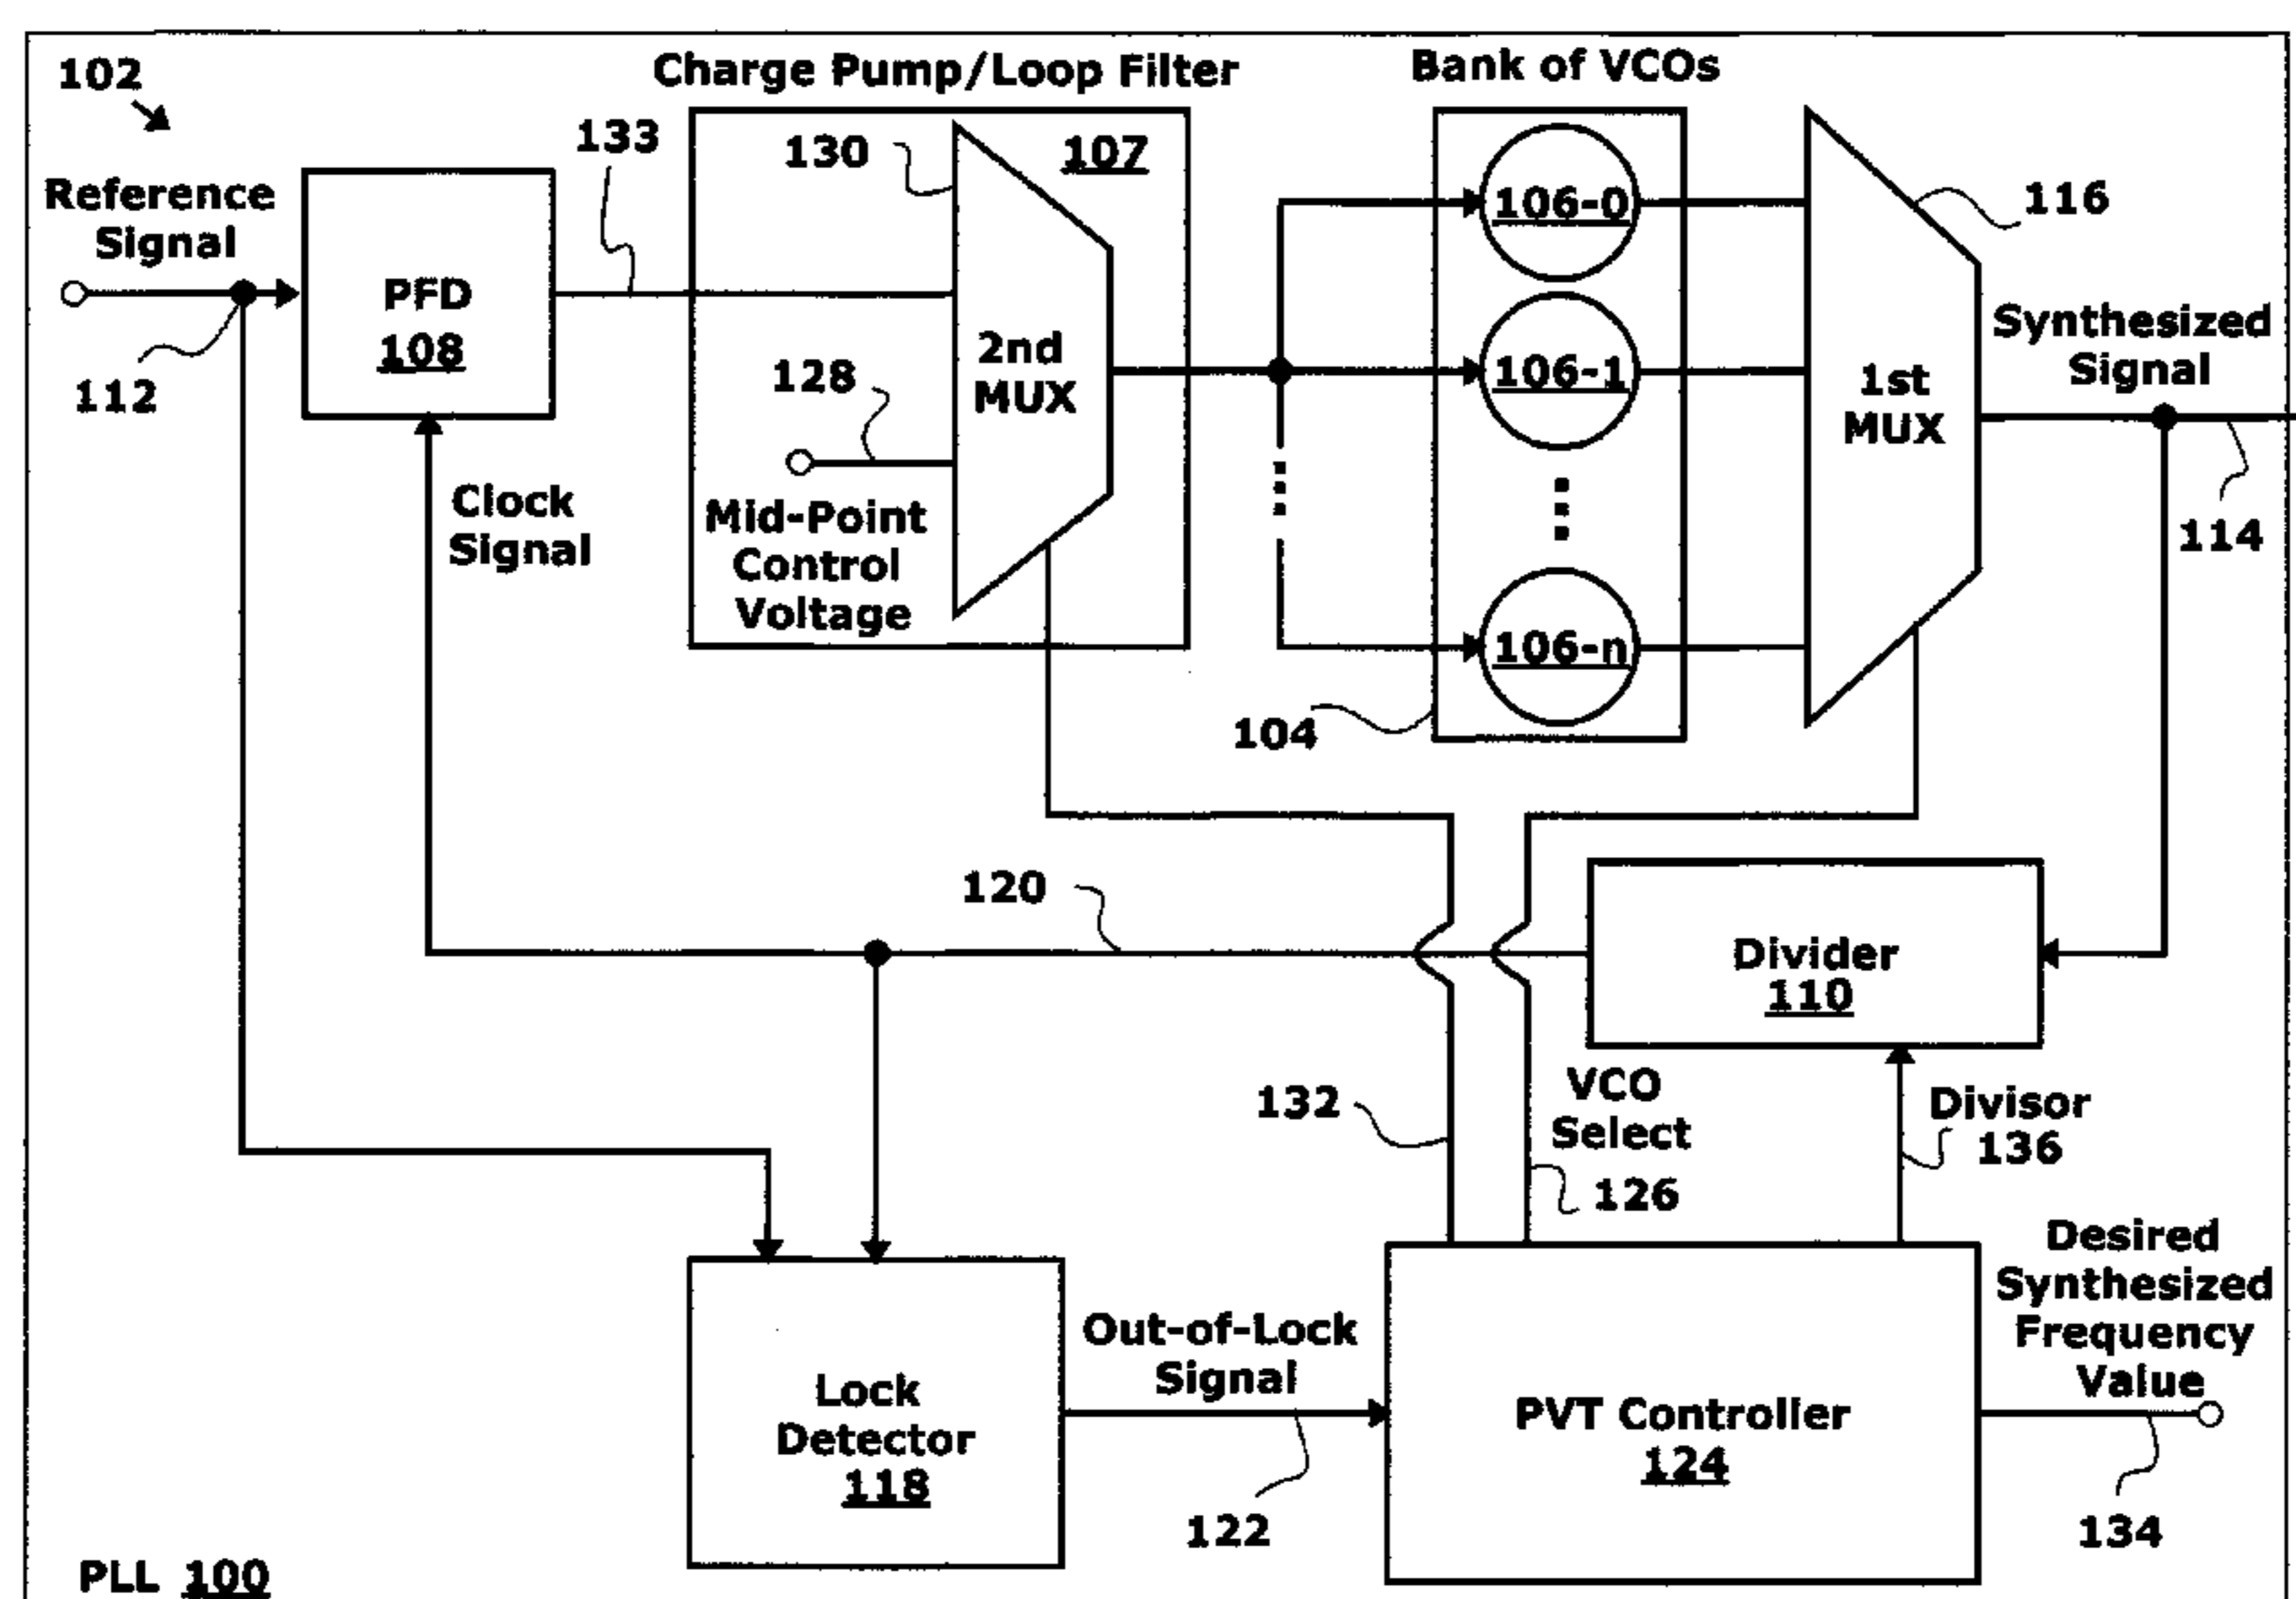 102
Charge Pump/Loop Filter
Bank of VCOs
133
130
107
106-0
116
Reference
Signal
PFD
108
112
128
2nd
MUX
106-1
1st
MUX
Synthesized
Signal
114
Clock
Signal
Mid-Point
Control
Voltage
106-n
104
120
Divider
110
132
VCO
Select
126
Divisor
136
Desired
Synthesized
Frequency
Value
Out-of-Lock
Signal
Lock
Detector
118
PVT Controller
124
122
134
PLL 100